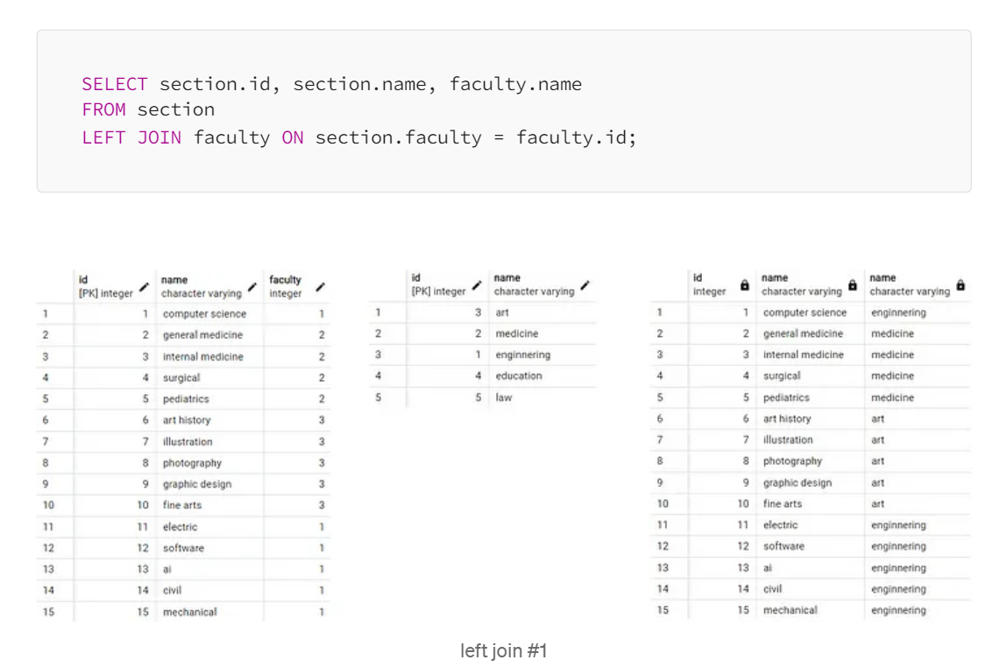 SELECT section.id, section.name, faculty.name
FROM section
LEFT JOIN faculty ON section.faculty = faculty.id;
id name faculty
[PK] integer character varying integer
1 1 computer science 1
2 2 general medicine 2
3 3 internal medicine 2
4 4 surgical 2
5 5 pediatrics 2
6 6 art history 3
7 7 illustration 3
8 8 photography 3
9 9 graphic design 3
10 10 fine arts 3
11 11 electric 1
12 12 software 1
13 13 ai 1
14 14 civil 1
15 15 mechanical 1
id name
[PK] integer character varying
1 3 art
2 2 medicine
3 1 enginnering
4 4 education
5 5 law
id name name
integer character varying character varying
1 1 computer science enginnering
2 2 general medicine medicine
3 3 internal medicine medicine
4 4 surgical medicine
5 5 pediatrics medicine
6 6 art history art
7 7 illustration art
8 8 photography art
9 9 graphic design art
10 10 fine arts art
11 11 electric enginnering
12 12 software enginnering
13 13 ai enginnering
14 14 civil enginnering
15 15 mechanical enginnering
left join #1